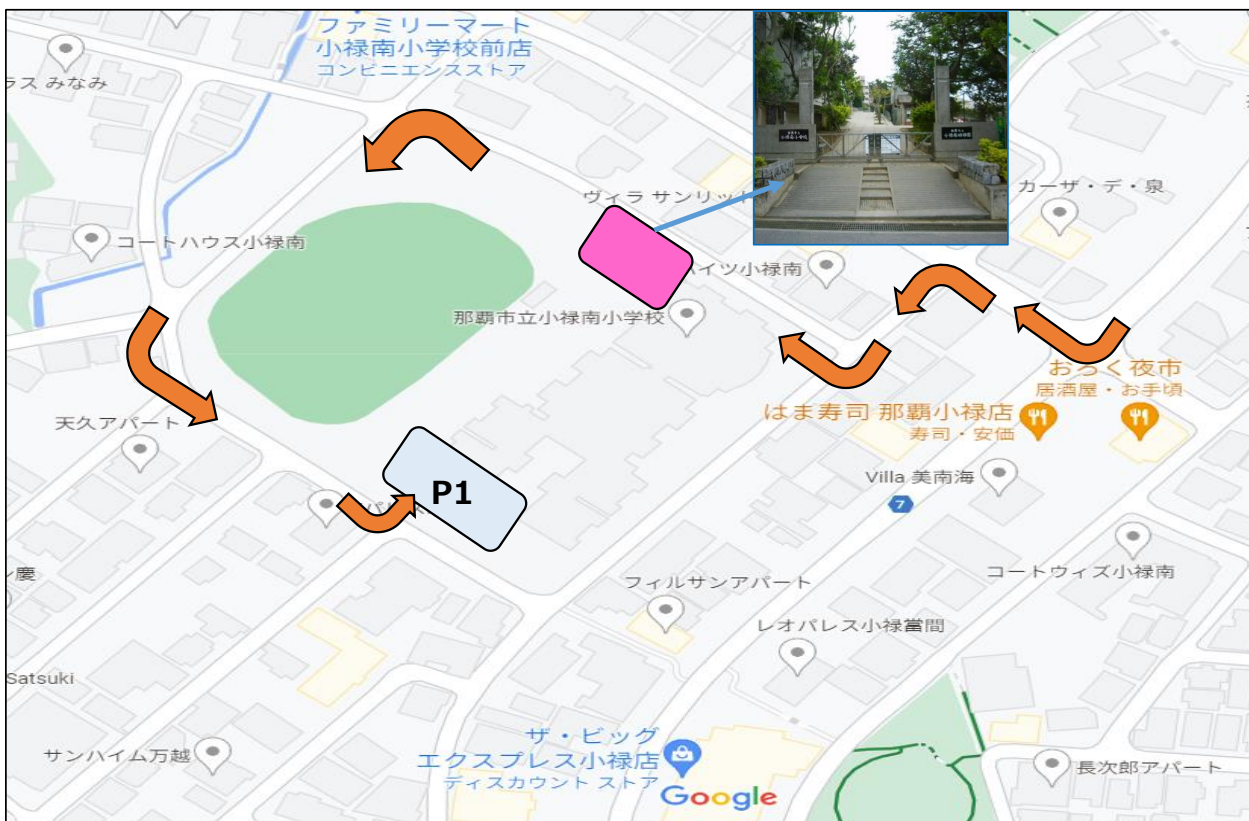 ファミリーマート
小禄南小学校前店
コンビニエンスストア
ラス みなみ
カーザ・デ・泉
ヴィラ サンリット
コートハウス小禄南
ハイツ小禄南
那覇市立小禄南小学校
おろく夜市
居酒屋・お手頃
はま寿司 那覇小禄店
寿司・安価
天久アパート
Villa 美南海
P1
7
慶
コートウィズ小禄南
フィルサンアパート
レオパレス小禄當間
Satsuki
ザ・ビッグ
エクスプレス小禄店
ディスカウント ストア
サンハイム万越
長次郎アパート
Google